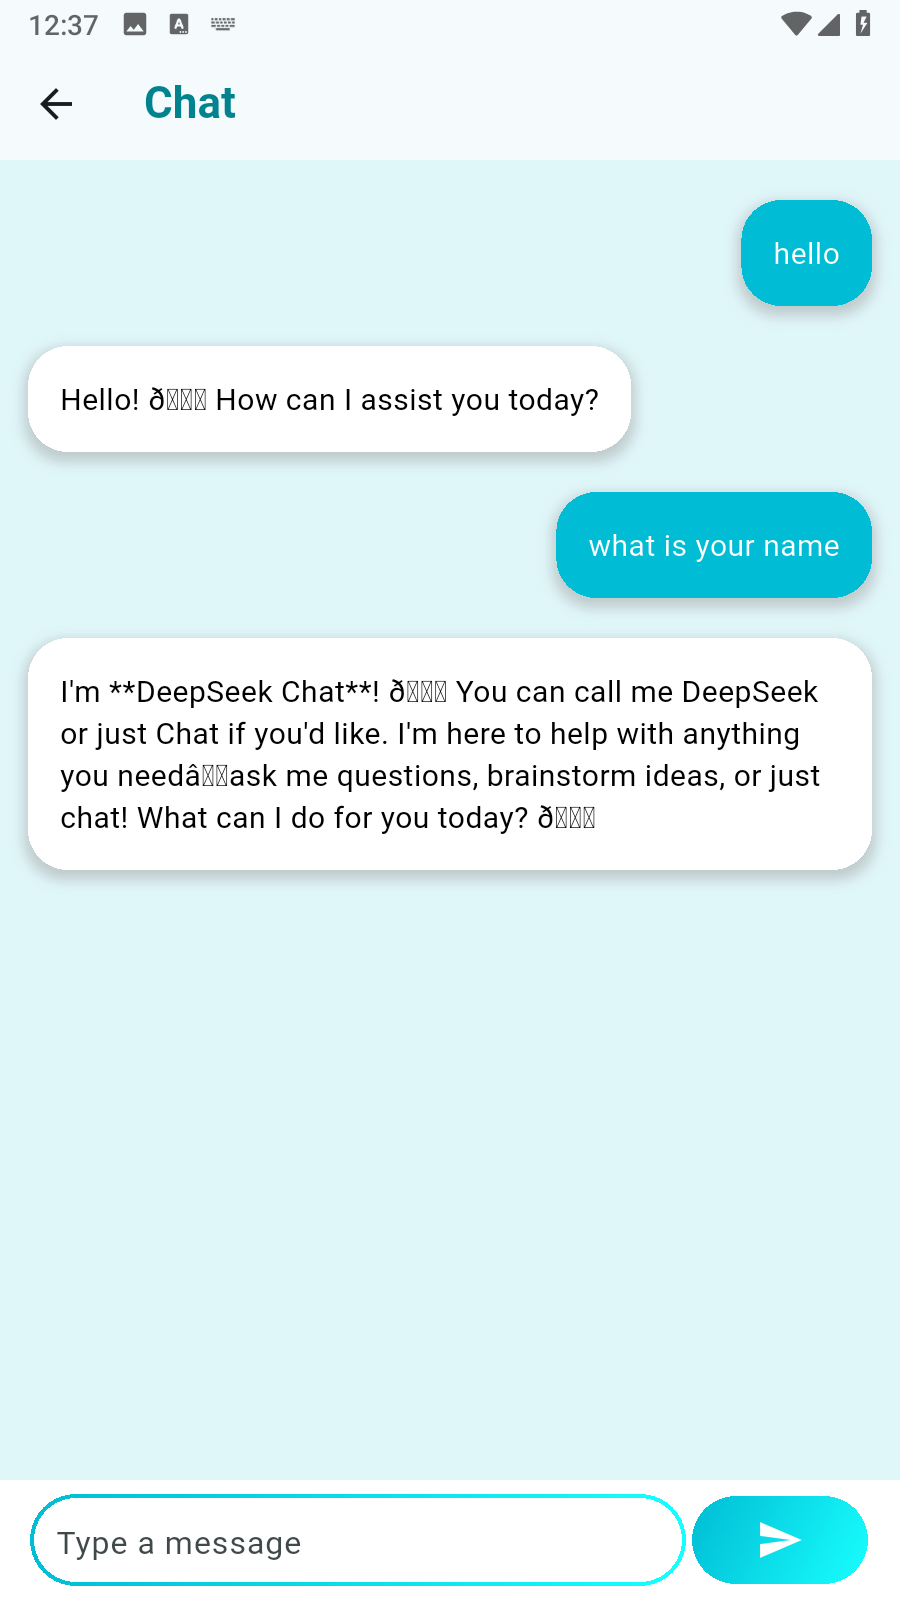 12:37
Chat
hello
Hello! ð How can I assist you today?
what is your name
I'm **DeepSeek Chat**! ð You can call me DeepSeek
or just Chat if you'd like. I'm here to help with anything
you needâask me questions, brainstorm ideas, or just
chat! What can I do for you today? ð
Type a message